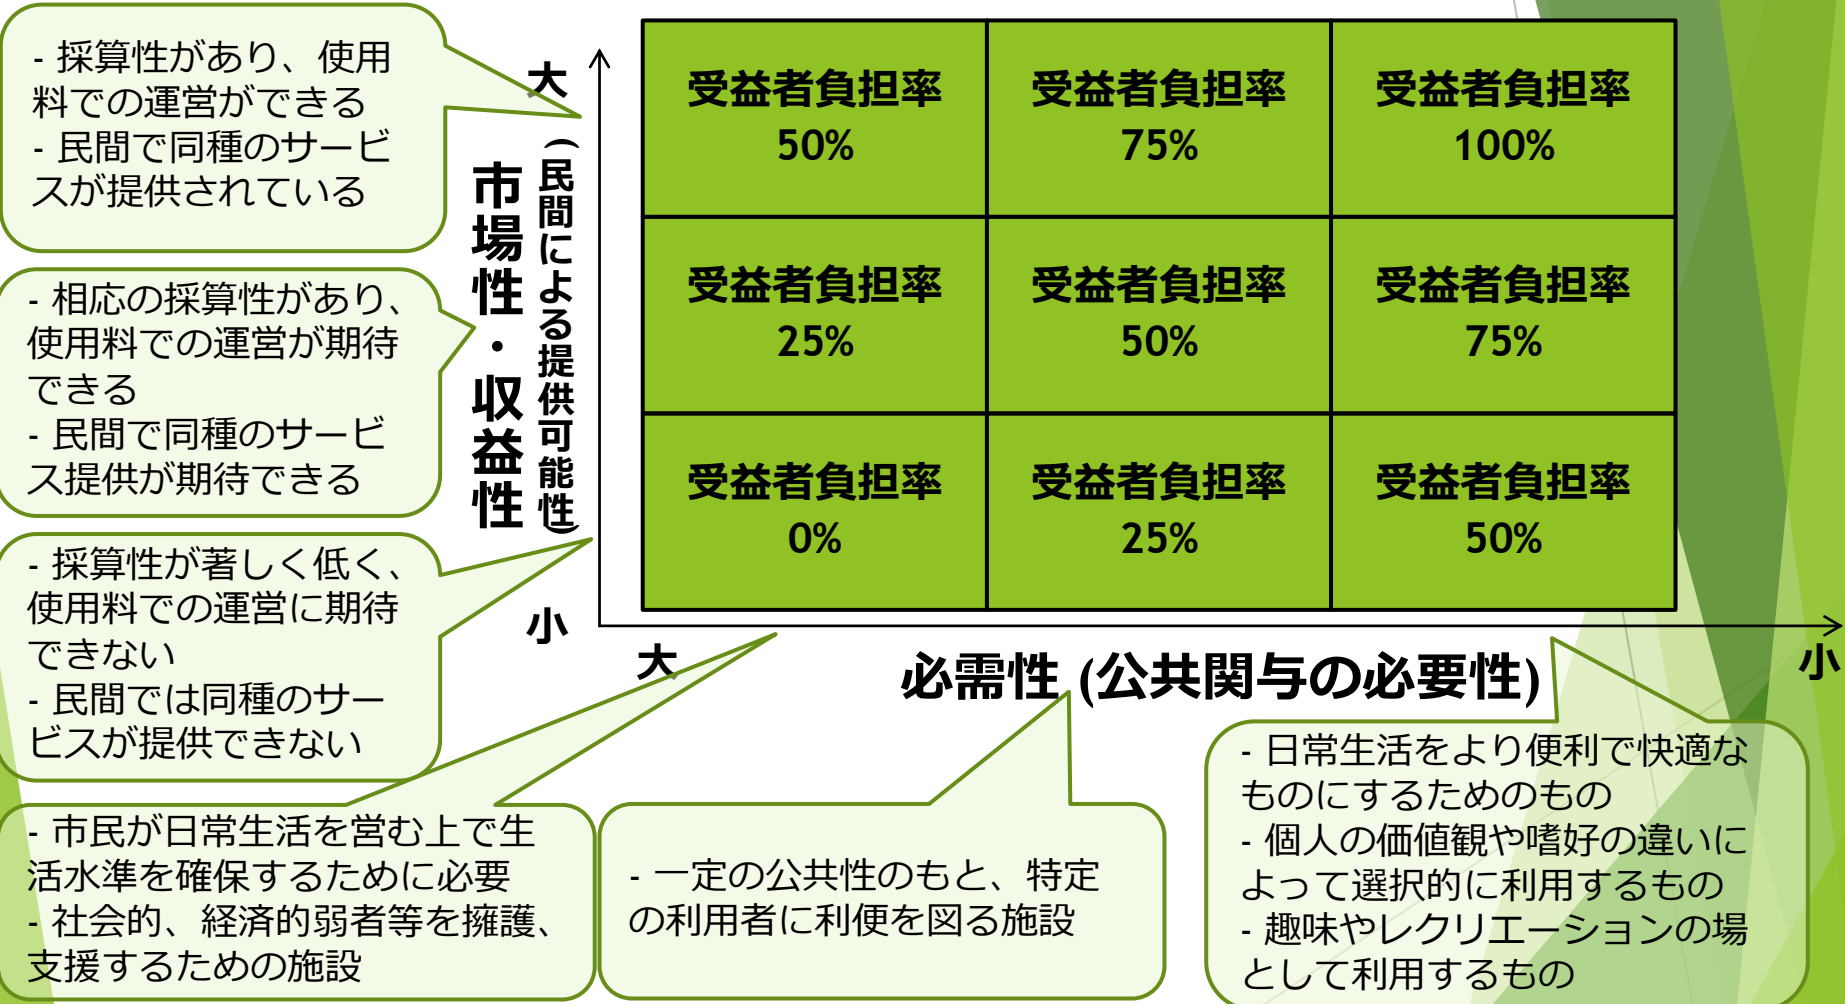 - 採算性があり、使用
料での運営ができる
- 民間で同種のサービ
スが提供されている
- 相応の採算性があり、
使用料での運営が期待
できる
- 民間で同種のサービ
ス提供が期待できる
- 採算性が著しく低く、
使用料での運営に期待
できない
- 民間では同種のサー
ビスが提供できない
大
市場性・収益性
(民間による提供可能性)
小
受益者負担率
50%
受益者負担率
75%
受益者負担率
100%
受益者負担率
25%
受益者負担率
50%
受益者負担率
75%
受益者負担率
0%
受益者負担率
25%
受益者負担率
50%
大
必需性 (公共関与の必要性)
小
- 市民が日常生活を営む上で生
活水準を確保するために必要
- 社会的、経済的弱者等を擁護、
支援するための施設
- 一定の公共性のもと、特定
の利用者に利便を図る施設
- 日常生活をより便利で快適な
ものにするためのもの
- 個人の価値観や嗜好の違いに
よって選択的に利用するもの
- 趣味やレクリエーションの場
として利用するもの